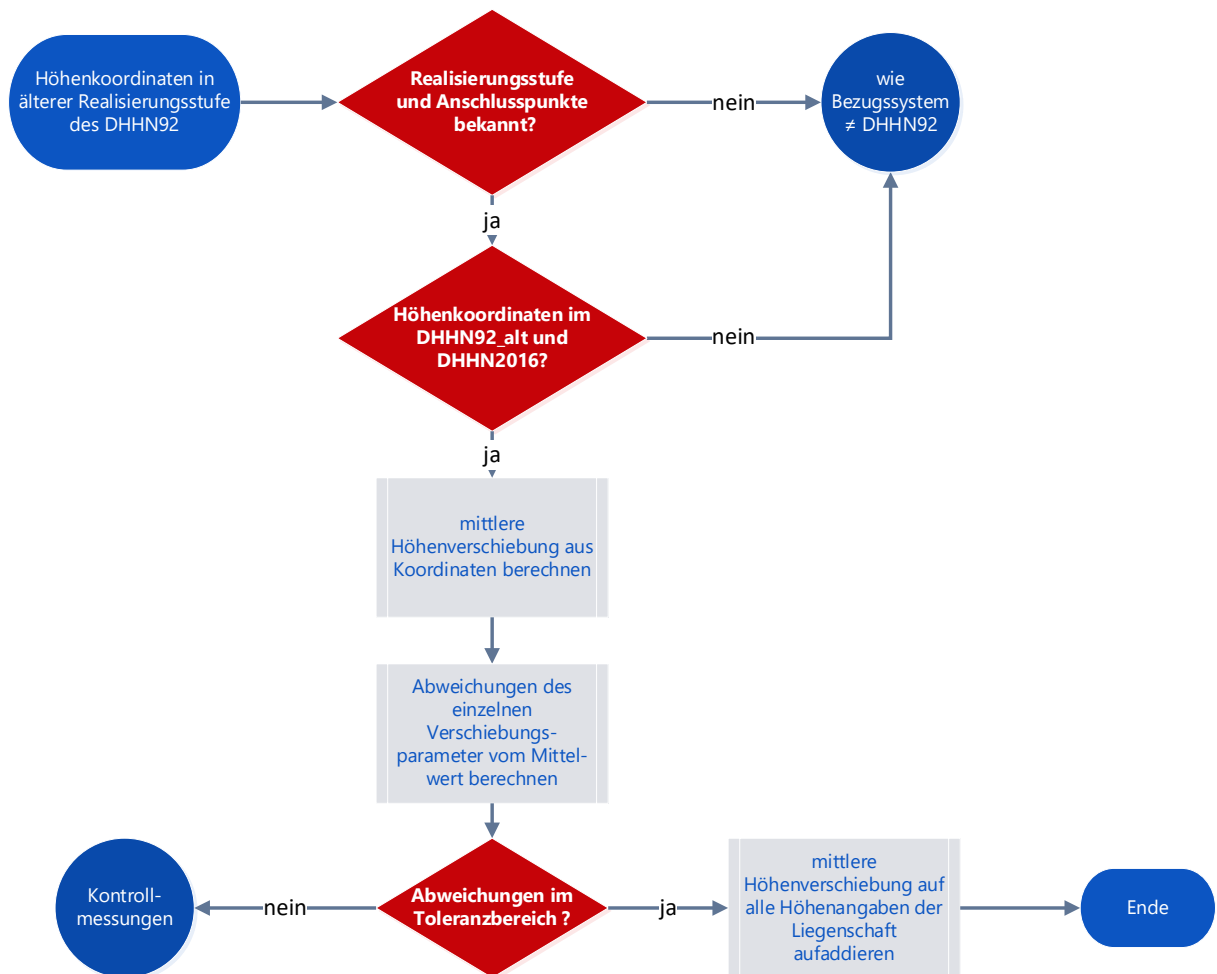 Höhenkoordinaten in
älterer Realisierungsstufe
des DHHN92
Realisierungsstufe
und Anschlusspunkte
bekannt?
nein
wie
Bezugssystem
≠ DHHN92
ja
Höhenkoordinaten im
DHHN92_alt und
DHHN2016?
nein
ja
mittlere
Höhenverschiebung aus
Koordinaten berechnen
Abweichungen des
einzelnen
Verschiebungs-
parameter vom Mittel-
wert berechnen
Kontroll-
messungen
nein
Abweichungen im
Toleranzbereich ?
ja
mittlere
Höhenverschiebung auf
alle Höhenangaben der
Liegenschaft
aufaddieren
Ende